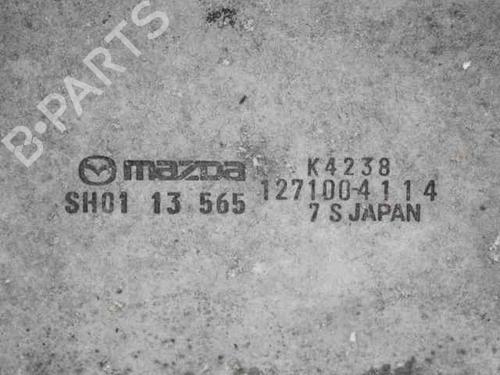 B-PARTS
mazda K4238
SH01 13 565 127100-4114
7 S JAPAN